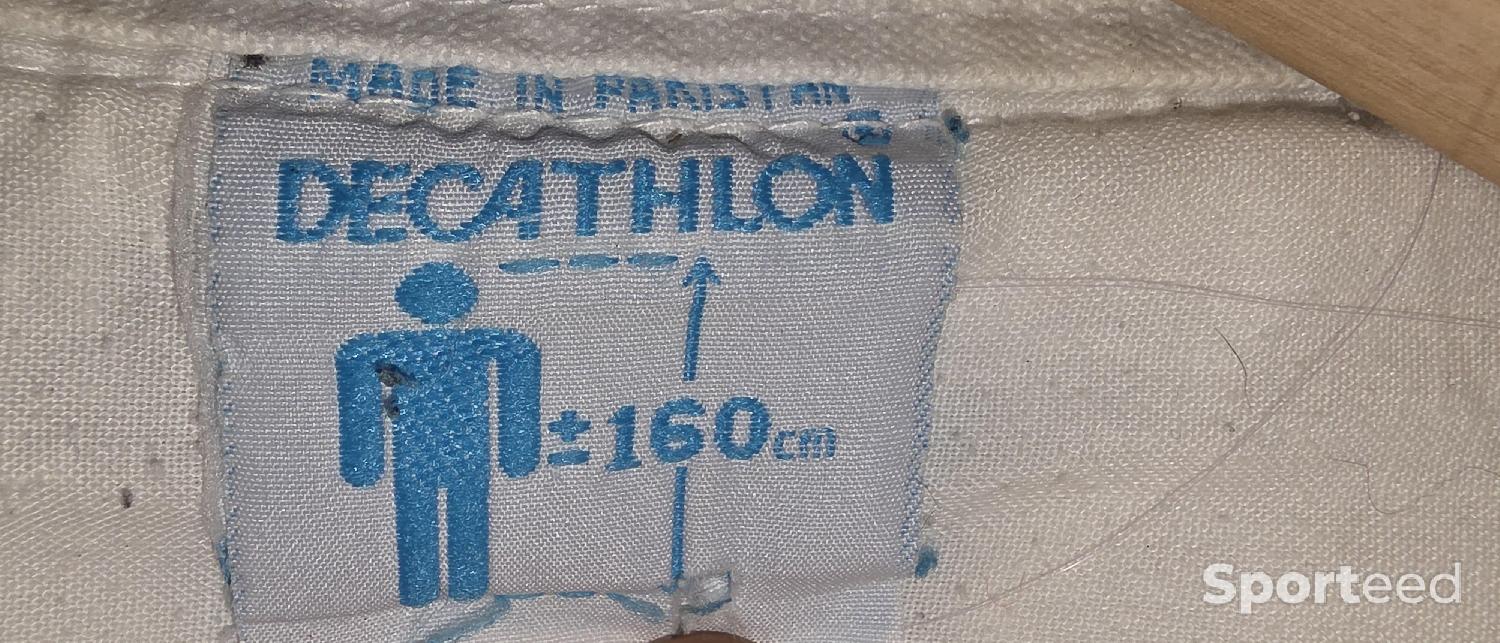 MADE IN PAKISTAN
DECATHLON
±160cm
Sporteed